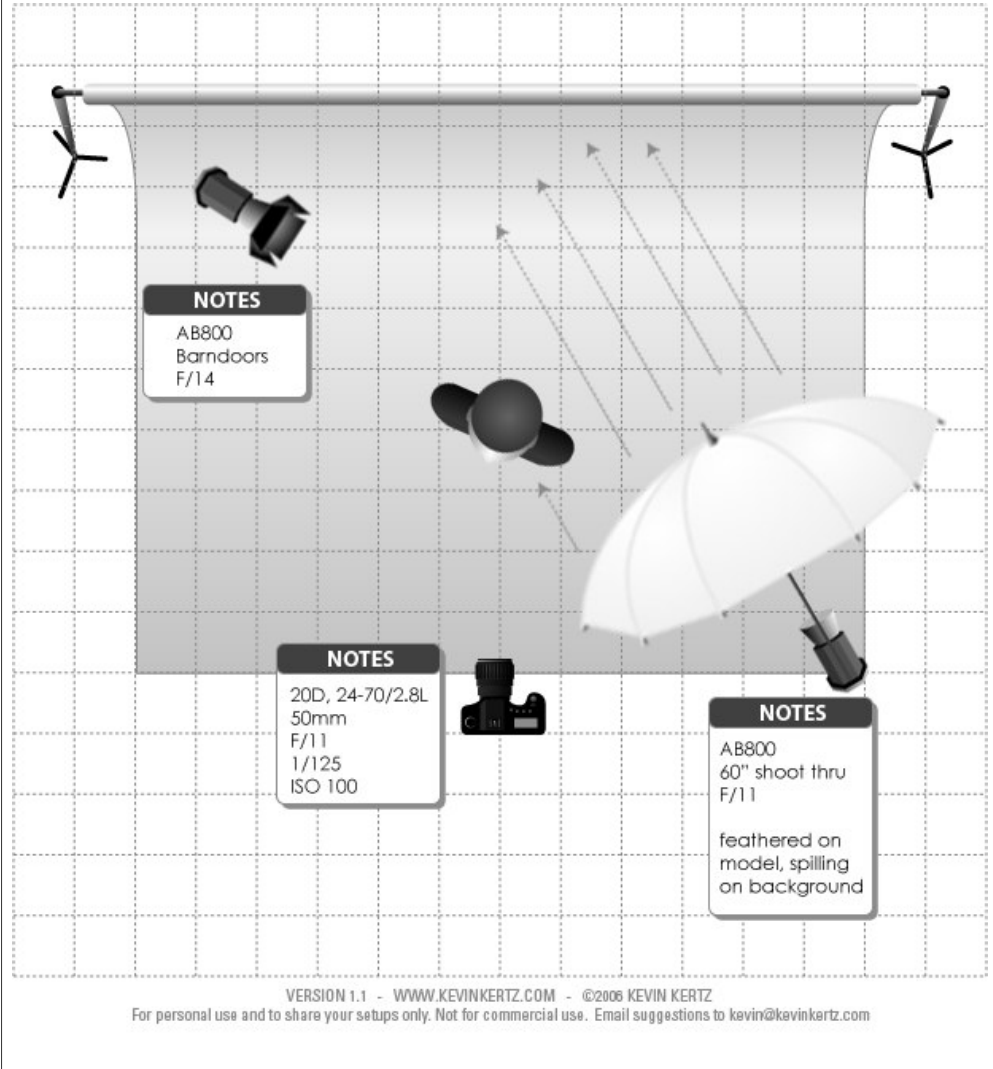 NOTES
AB800
Barndoors
F/14
NOTES
20D, 24-70/2.8L
50mm
F/11
1/125
ISO 100
NOTES
AB800
60" shoot thru
F/11
feathered on
model, spilling
on background
VERSION 1.1 - WWW.KEVINKERTZ.COM - ©2006 KEVIN KERTZ
For personal use and to share your setups only. Not for commercial use. Email suggestions to kevin@kevinkertz.com